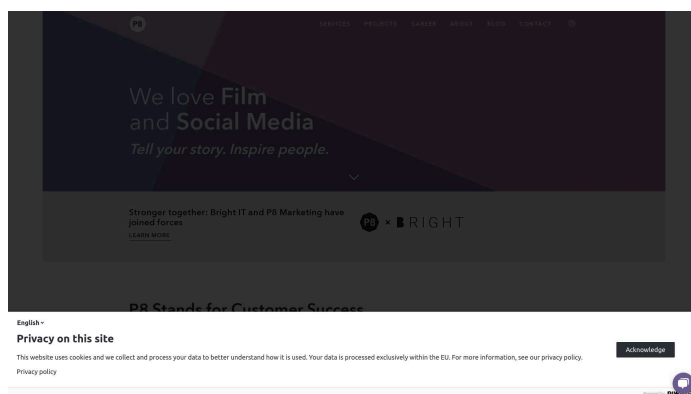 P8
SERVICES PROJECTS CAREER ABOUT BLOG CONTACT
We love Film
and Social Media
Tell your story. Inspire people.
Stronger together: Bright IT and P8 Marketing have
joined forces
LEARN MORE
P8 × BRIGHT
P8 Stands for Customer Success
English
Privacy on this site
This website uses cookies and we collect and process your data to better understand how it is used. Your data is processed exclusively within the EU. For more information, see our privacy policy.
Acknowledge
Privacy policy